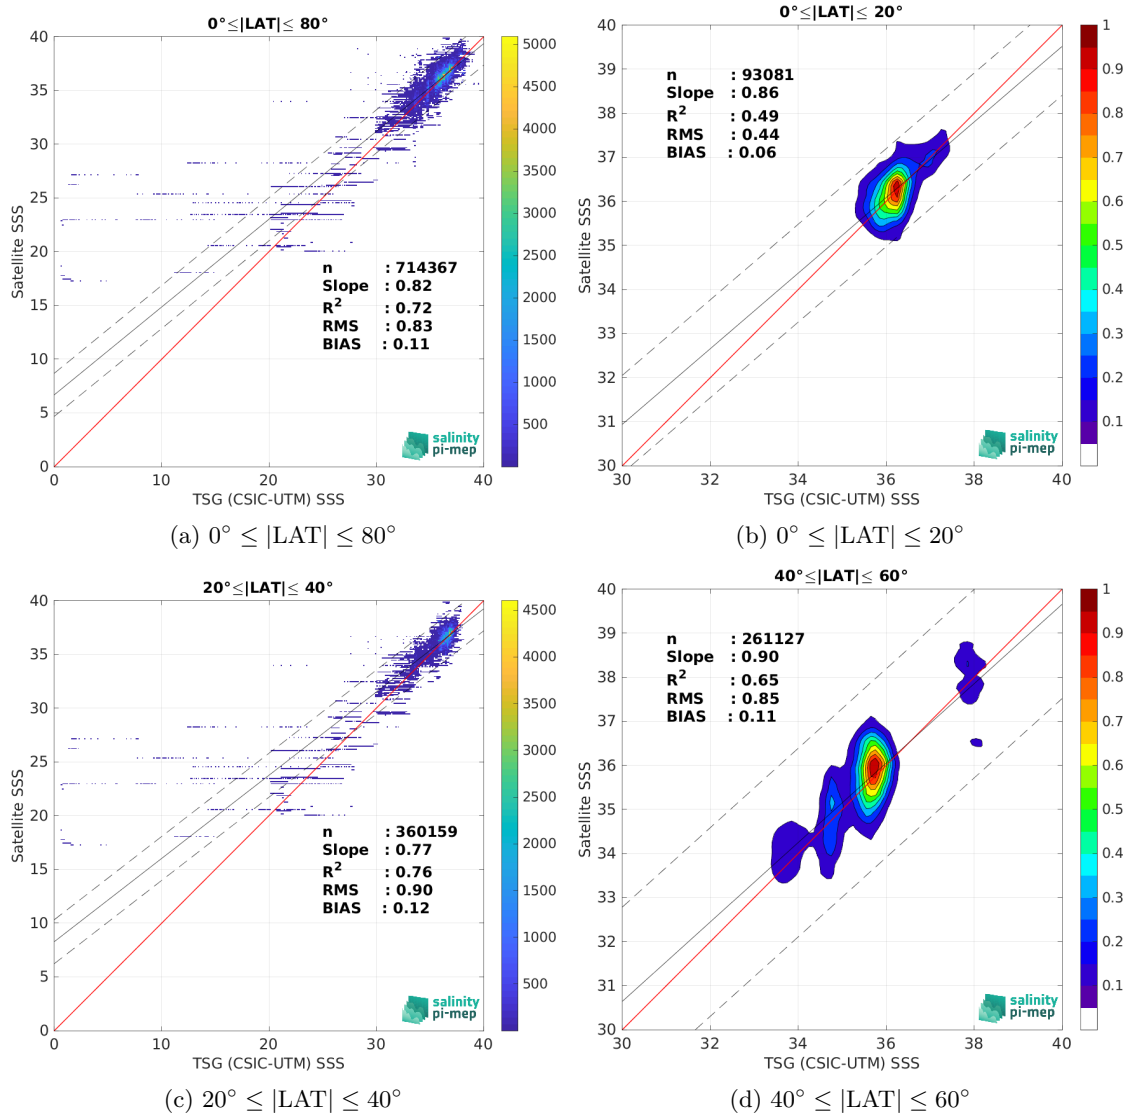 0°≤|LAT|≤ 80°
40
35
30
25
20
15
10
5
0
Satellite SSS
n : 714367
Slope : 0.82
R² : 0.72
RMS : 0.83
BIAS : 0.11
salinity
pi-mep
0 10 20 30 40
TSG (CSIC-UTM) SSS
5000
4500
4000
3500
3000
2500
2000
1500
1000
500
(a) 0° ≤ |LAT| ≤ 80°
0°≤|LAT|≤ 20°
40
39
38
37
36
35
34
33
32
31
30
Satellite SSS
n : 93081
Slope : 0.86
R² : 0.49
RMS : 0.44
BIAS : 0.06
salinity
pi-mep
30 32 34 36 38 40
TSG (CSIC-UTM) SSS
1
0.9
0.8
0.7
0.6
0.5
0.4
0.3
0.2
0.1
(b) 0° ≤ |LAT| ≤ 20°
20°≤|LAT|≤ 40°
40
35
30
25
20
15
10
5
0
Satellite SSS
n : 360159
Slope : 0.77
R² : 0.76
RMS : 0.90
BIAS : 0.12
salinity
pi-mep
0 10 20 30 40
TSG (CSIC-UTM) SSS
4500
4000
3500
3000
2500
2000
1500
1000
500
(c) 20° ≤ |LAT| ≤ 40°
40°≤|LAT|≤ 60°
40
39
38
37
36
35
34
33
32
31
30
Satellite SSS
n : 261127
Slope : 0.90
R² : 0.65
RMS : 0.85
BIAS : 0.11
salinity
pi-mep
30 32 34 36 38 40
TSG (CSIC-UTM) SSS
1
0.9
0.8
0.7
0.6
0.5
0.4
0.3
0.2
0.1
(d) 40° ≤ |LAT| ≤ 60°